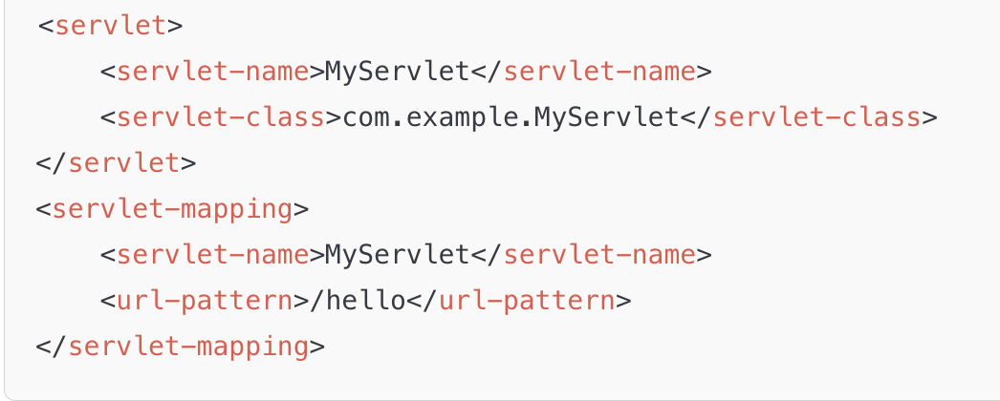 <servlet>
    <servlet-name>MyServlet</servlet-name>
    <servlet-class>com.example.MyServlet</servlet-class>
</servlet>
<servlet-mapping>
    <servlet-name>MyServlet</servlet-name>
    <url-pattern>/hello</url-pattern>
</servlet-mapping>